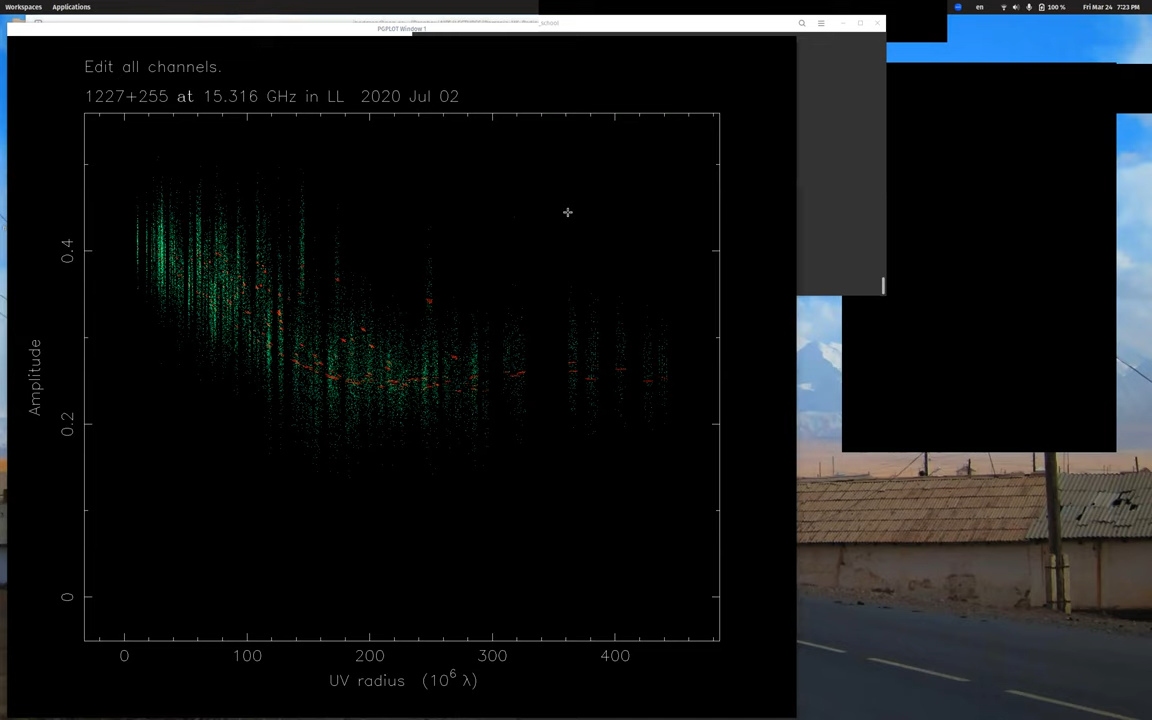 Workspaces Applications
en 100 % Fri Mar 24 7:23 PM
PGPLOT Window 1
Edit all channels.
1227+255 at 15.316 GHz in LL 2020 Jul 02
Amplitude
0.4
0.2
0
0 100 200 300 400
UV radius (10⁶ λ)